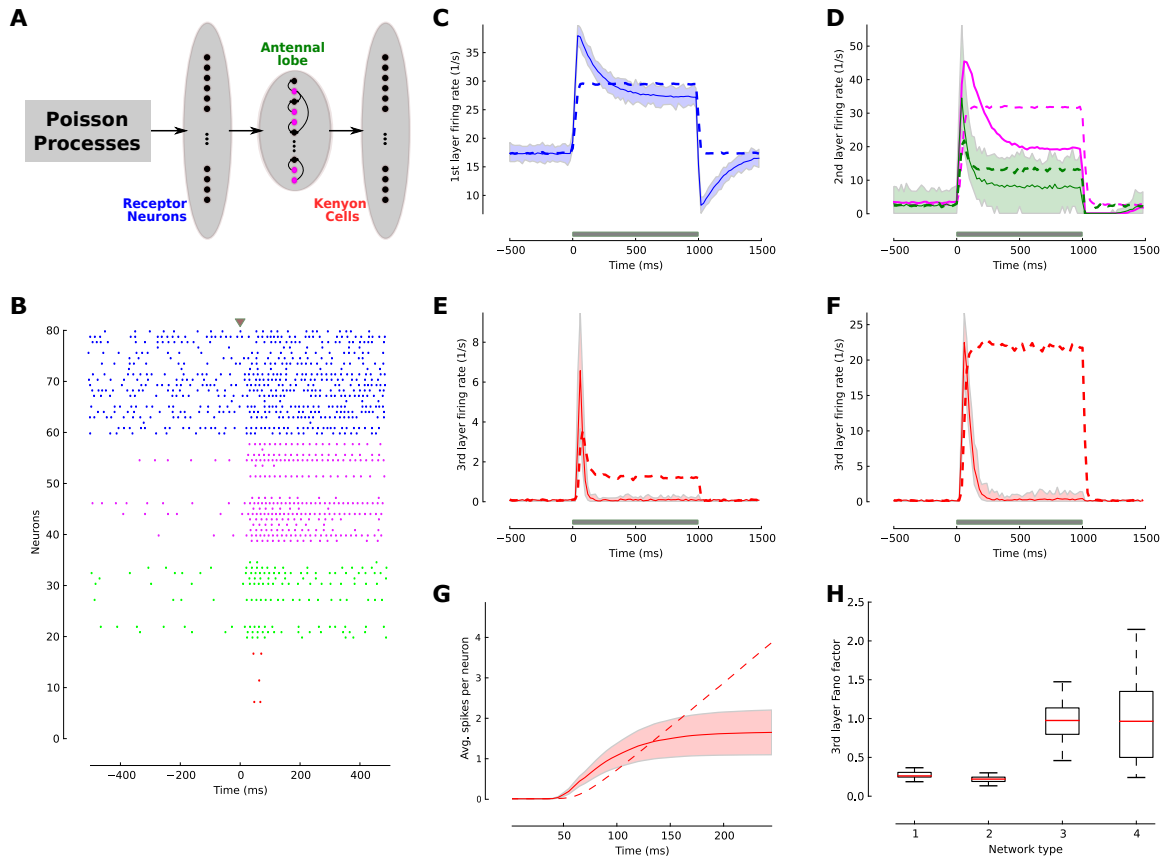 A
Antennal
lobe
Poisson
Processes
Receptor
Neurons
Kenyon
Cells
B
80
70
60
50
40
30
20
10
0
Neurons
−400
−200
0
200
400
Time (ms)
C
35
30
25
20
15
10
1st layer firing rate (1/s)
−500
0
500
1000
1500
Time (ms)
D
50
40
30
20
10
0
2nd layer firing rate (1/s)
−500
0
500
1000
1500
Time (ms)
E
8
6
4
2
0
3rd layer firing rate (1/s)
−500
0
500
1000
1500
Time (ms)
F
25
20
15
10
5
0
3rd layer firing rate (1/s)
−500
0
500
1000
1500
Time (ms)
G
4
3
2
1
0
Avg. spikes per neuron
50
100
150
200
Time (ms)
H
2.5
2.0
1.5
1.0
0.5
0.0
3rd layer Fano factor
1
2
3
4
Network type